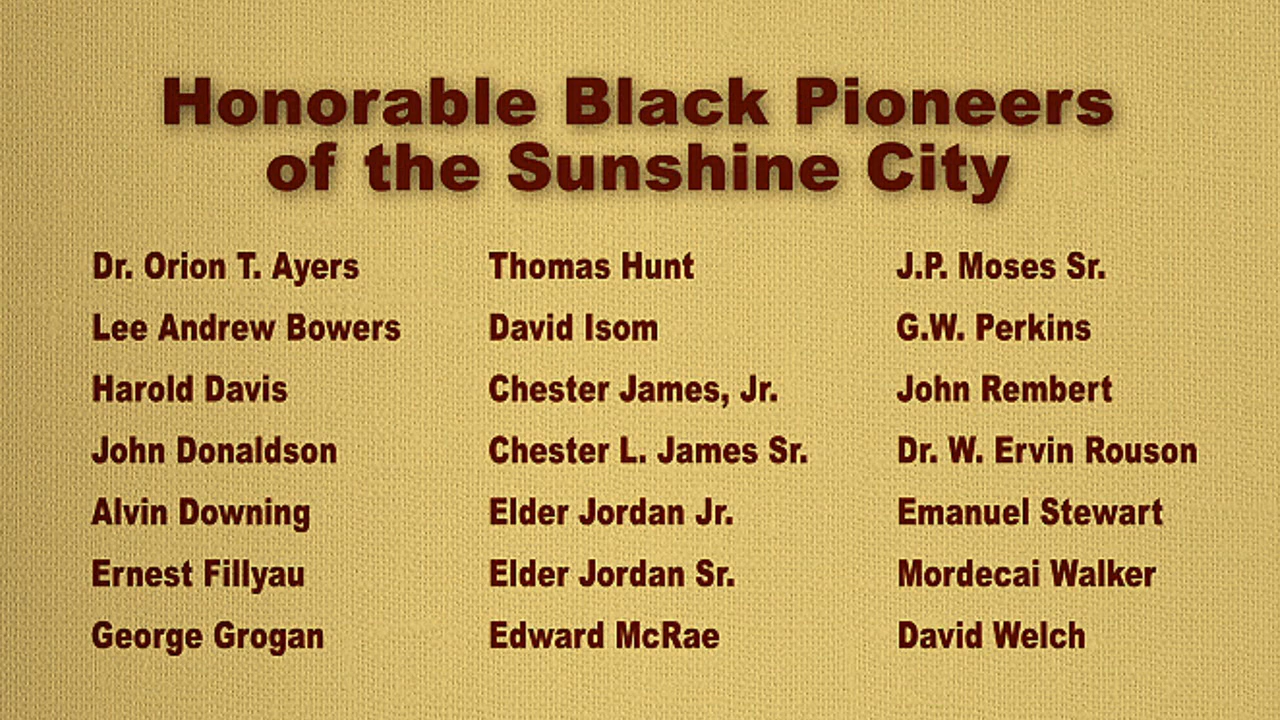 Honorable Black Pioneers
of the Sunshine City
Dr. Orion T. Ayers
Lee Andrew Bowers
Harold Davis
John Donaldson
Alvin Downing
Ernest Fillyau
George Grogan
Thomas Hunt
David Isom
Chester James, Jr.
Chester L. James Sr.
Elder Jordan Jr.
Elder Jordan Sr.
Edward McRae
J.P. Moses Sr.
G.W. Perkins
John Rembert
Dr. W. Ervin Rouson
Emanuel Stewart
Mordecai Walker
David Welch